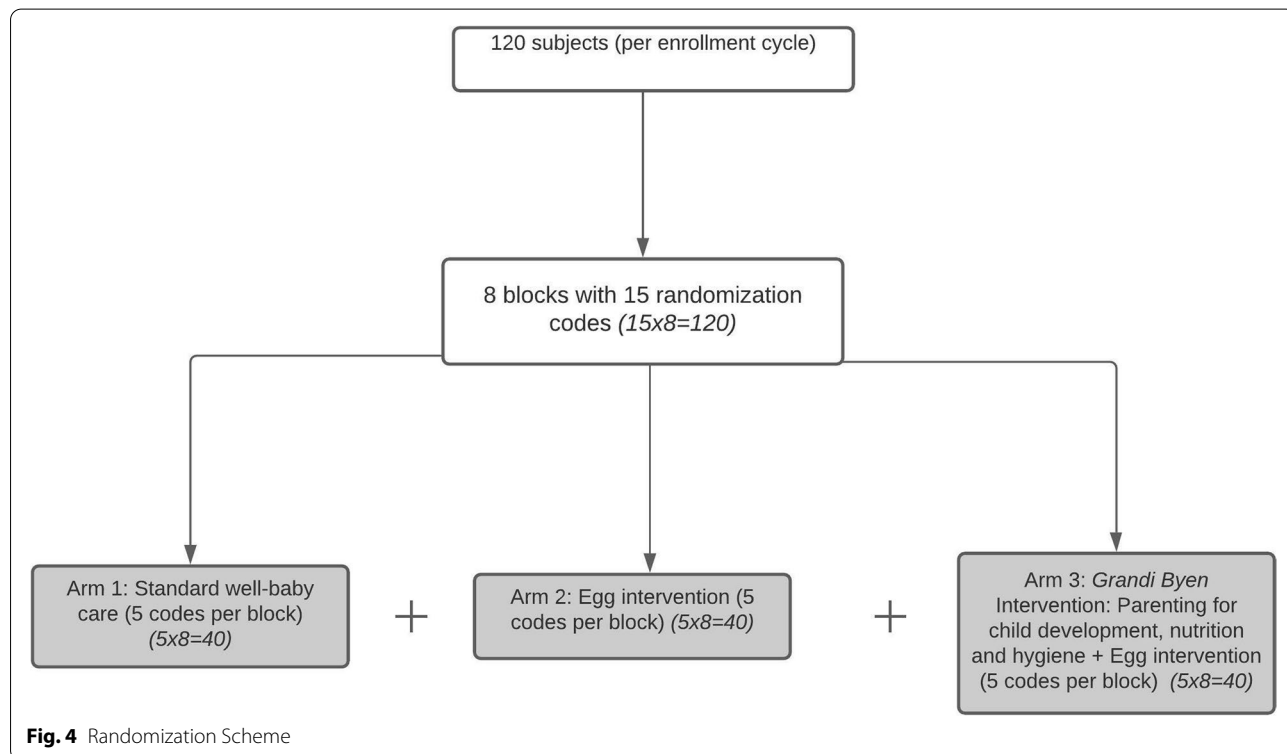 120 subjects (per enrollment cycle)
8 blocks with 15 randomization
codes (15x8=120)
Arm 1: Standard well-baby
care (5 codes per block)
(5x8=40)
+
Arm 2: Egg intervention (5
codes per block) (5x8=40)
+
Arm 3: Grandi Byen
Intervention: Parenting for
child development, nutrition
and hygiene + Egg intervention
(5 codes per block) (5x8=40)
Fig. 4 Randomization Scheme